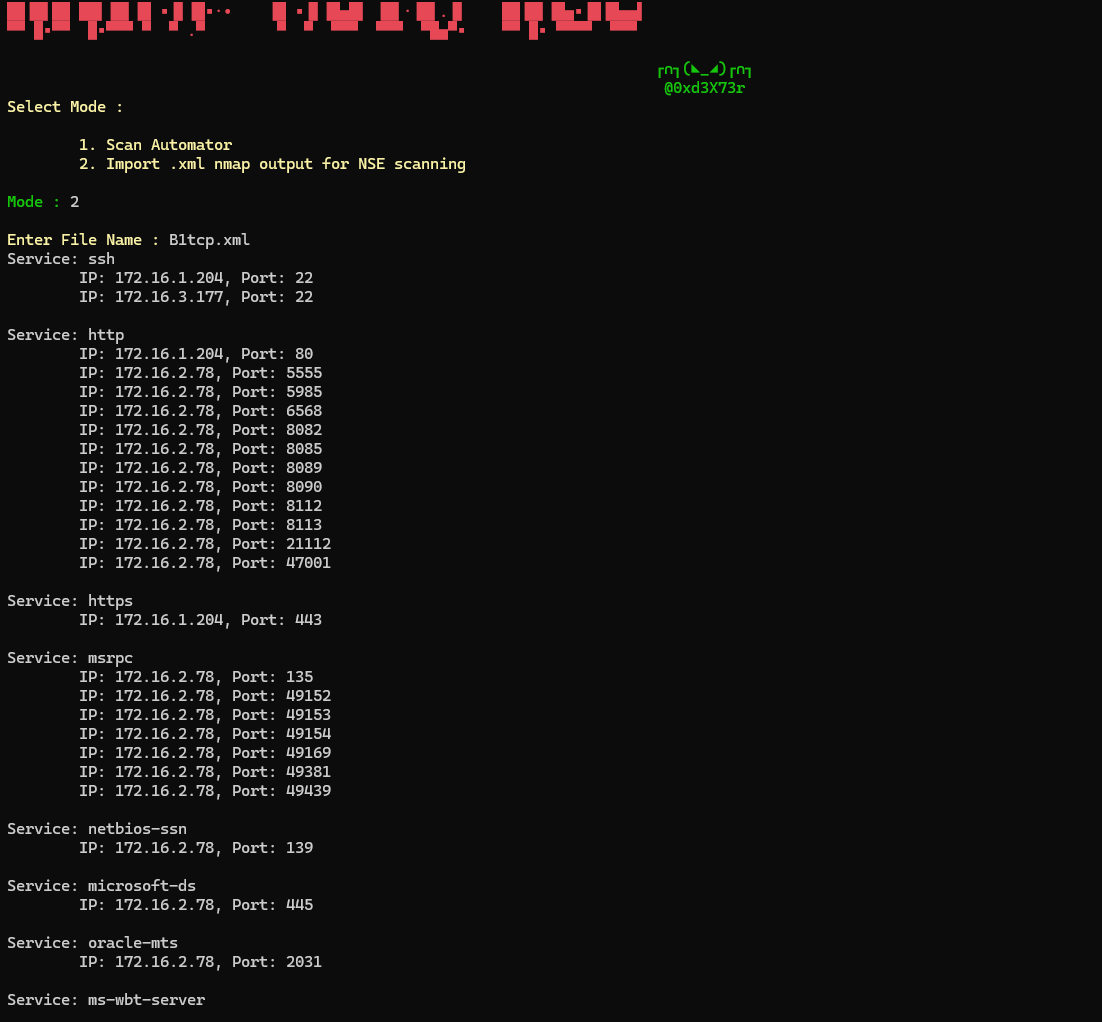 ┌∩┐(◣_◢)┌∩┐
@0xd3X73r
Select Mode :
1. Scan Automator
2. Import .xml nmap output for NSE scanning
Mode : 2
Enter File Name : B1tcp.xml
Service: ssh
IP: 172.16.1.204, Port: 22
IP: 172.16.3.177, Port: 22
Service: http
IP: 172.16.1.204, Port: 80
IP: 172.16.2.78, Port: 5555
IP: 172.16.2.78, Port: 5985
IP: 172.16.2.78, Port: 6568
IP: 172.16.2.78, Port: 8082
IP: 172.16.2.78, Port: 8085
IP: 172.16.2.78, Port: 8089
IP: 172.16.2.78, Port: 8090
IP: 172.16.2.78, Port: 8112
IP: 172.16.2.78, Port: 8113
IP: 172.16.2.78, Port: 21112
IP: 172.16.2.78, Port: 47001
Service: https
IP: 172.16.1.204, Port: 443
Service: msrpc
IP: 172.16.2.78, Port: 135
IP: 172.16.2.78, Port: 49152
IP: 172.16.2.78, Port: 49153
IP: 172.16.2.78, Port: 49154
IP: 172.16.2.78, Port: 49169
IP: 172.16.2.78, Port: 49381
IP: 172.16.2.78, Port: 49439
Service: netbios-ssn
IP: 172.16.2.78, Port: 139
Service: microsoft-ds
IP: 172.16.2.78, Port: 445
Service: oracle-mts
IP: 172.16.2.78, Port: 2031
Service: ms-wbt-server